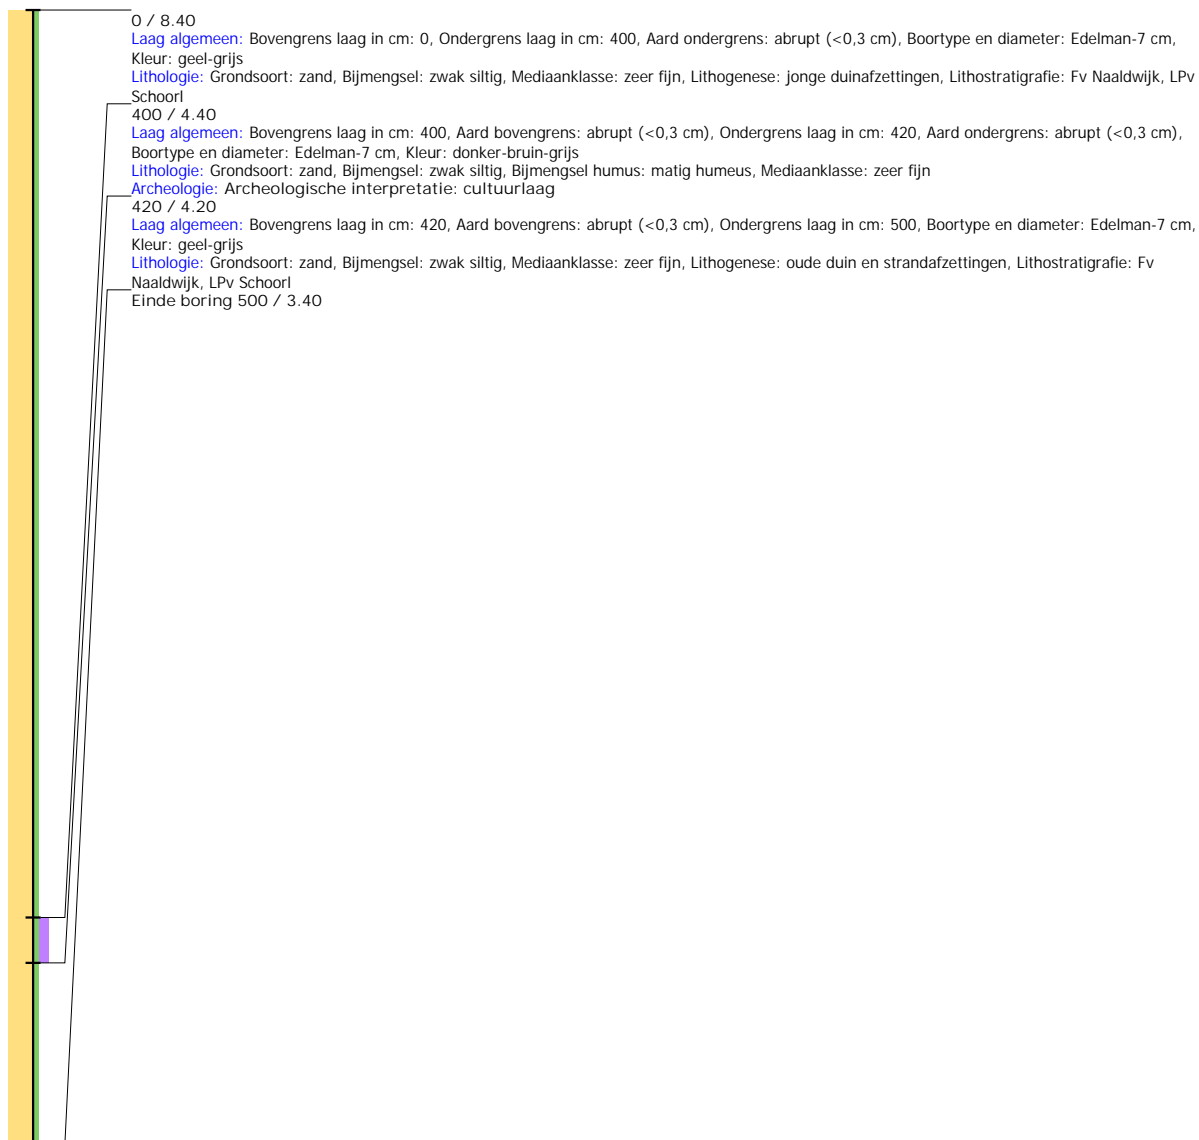 0 / 8.40
Laag algemeen: Bovengrens laag in cm: 0, Ondergrens laag in cm: 400, Aard ondergrens: abrupt (<0,3 cm), Boortype en diameter: Edelman-7 cm,
Kleur: geel-grijs
Lithologie: Grondsoort: zand, Bijmengsel: zwak siltig, Mediaanklasse: zeer fijn, Lithogenese: jonge duinafzettingen, Lithostratigrafie: Fv Naaldwijk, LPv
Schoorl
400 / 4.40
Laag algemeen: Bovengrens laag in cm: 400, Aard bovengrens: abrupt (<0,3 cm), Ondergrens laag in cm: 420, Aard ondergrens: abrupt (<0,3 cm),
Boortype en diameter: Edelman-7 cm, Kleur: donker-bruin-grijs
Lithologie: Grondsoort: zand, Bijmengsel: zwak siltig, Bijmengsel humus: matig humeus, Mediaanklasse: zeer fijn
Archeologie: Archeologische interpretatie: cultuurlaag
420 / 4.20
Laag algemeen: Bovengrens laag in cm: 420, Aard bovengrens: abrupt (<0,3 cm), Ondergrens laag in cm: 500, Boortype en diameter: Edelman-7 cm,
Kleur: geel-grijs
Lithologie: Grondsoort: zand, Bijmengsel: zwak siltig, Mediaanklasse: zeer fijn, Lithogenese: oude duin en strandafzettingen, Lithostratigrafie: Fv
Naaldwijk, LPv Schoorl
Einde boring 500 / 3.40